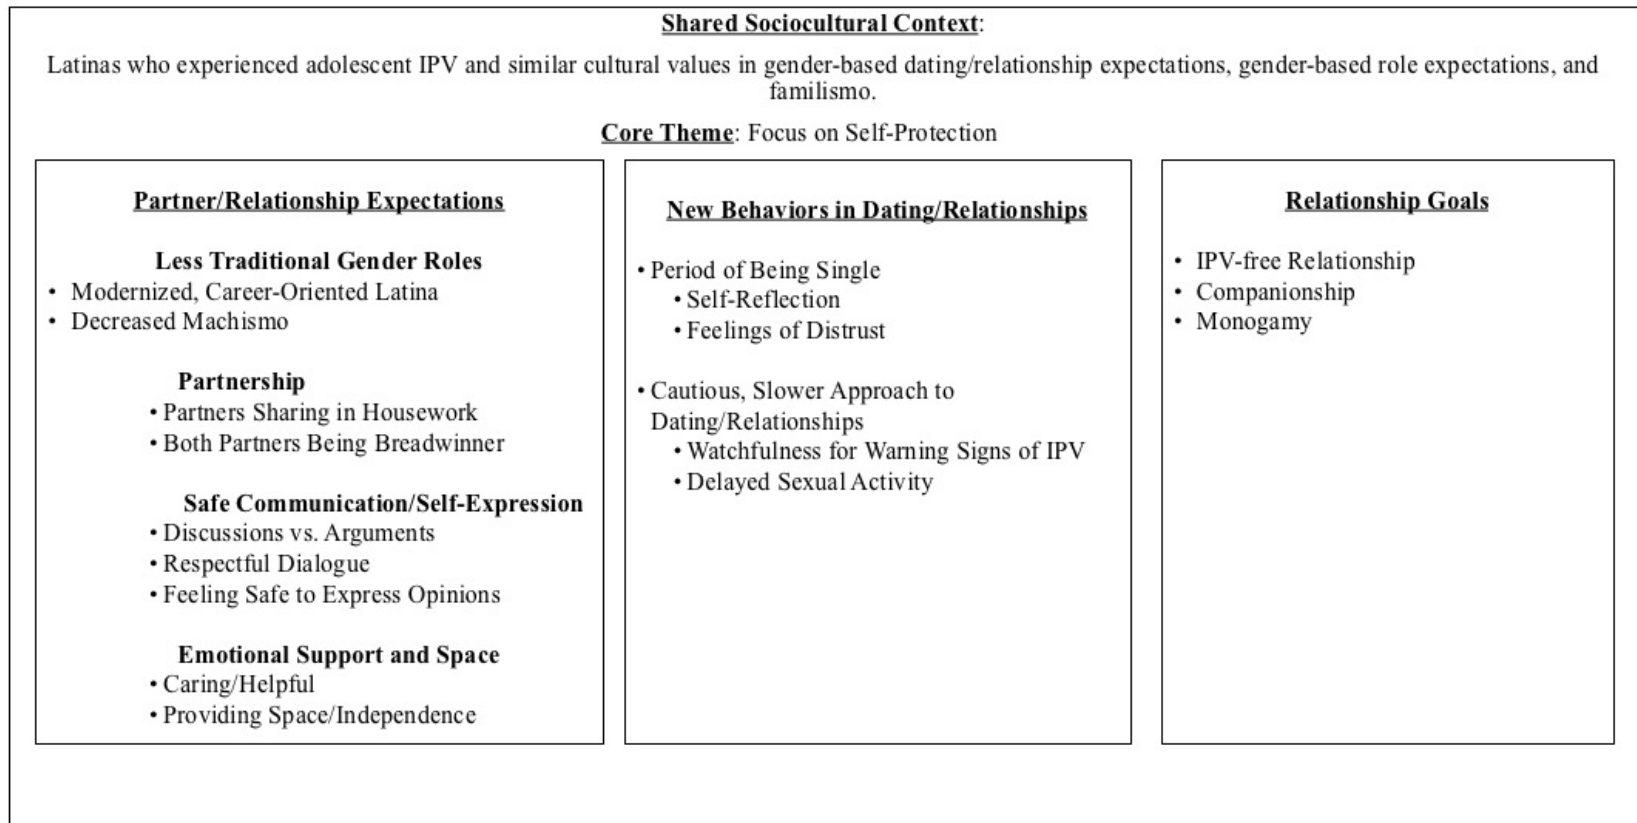 Shared Sociocultural Context:
Latinas who experienced adolescent IPV and similar cultural values in gender-based dating/relationship expectations, gender-based role expectations, and
familismo.
Core Theme: Focus on Self-Protection
Partner/Relationship Expectations
Less Traditional Gender Roles
• Modernized, Career-Oriented Latina
• Decreased Machismo
Partnership
• Partners Sharing in Housework
• Both Partners Being Breadwinner
Safe Communication/Self-Expression
• Discussions vs. Arguments
• Respectful Dialogue
• Feeling Safe to Express Opinions
Emotional Support and Space
• Caring/Helpful
• Providing Space/Independence
New Behaviors in Dating/Relationships
• Period of Being Single
• Self-Reflection
• Feelings of Distrust
• Cautious, Slower Approach to
Dating/Relationships
• Watchfulness for Warning Signs of IPV
• Delayed Sexual Activity
Relationship Goals
• IPV-free Relationship
• Companionship
• Monogamy